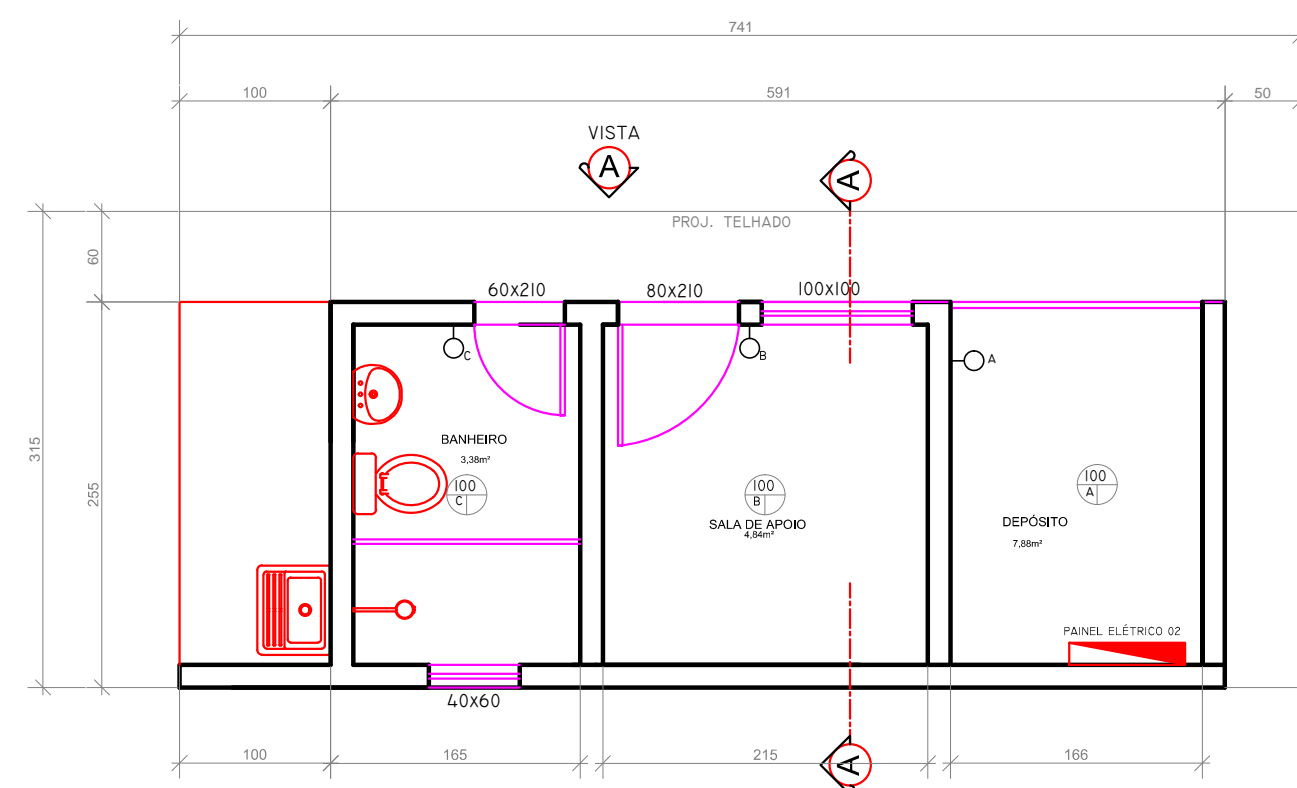 741
100
591
50
VISTA
A
A
PROJ. TELHADO
60
60x210
80x210
100x100
C
B
A
315
255
BANHEIRO
3,38m²
100
C
100
B
SALA DE APOIO
4,84m²
100
A
DEPÓSITO
7,88m²
PAINEL ELÉTRICO 02
40x60
100
165
215
A
166